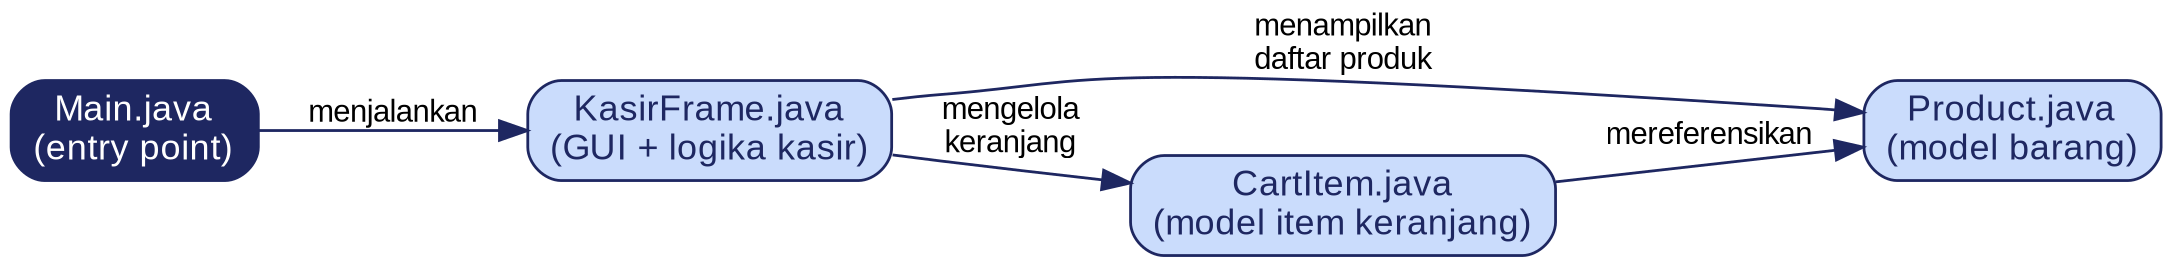 Main.java
(entry point)
menjalankan
KasirFrame.java
(GUI + logika kasir)
menampilkan
daftar produk
mengelola
keranjang
CartItem.java
(model item keranjang)
mereferensikan
Product.java
(model barang)